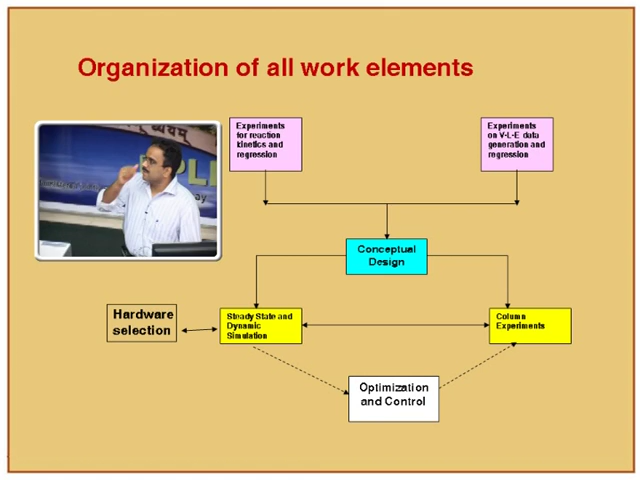 Organization of all work elements
Experiments
for reaction
kinetics and
regression
Experiments
on V-L-E data
generation and
regression
Conceptual
Design
Hardware
selection
Steady State and
Dynamic
Simulation
Column
Experiments
Optimization
and Control